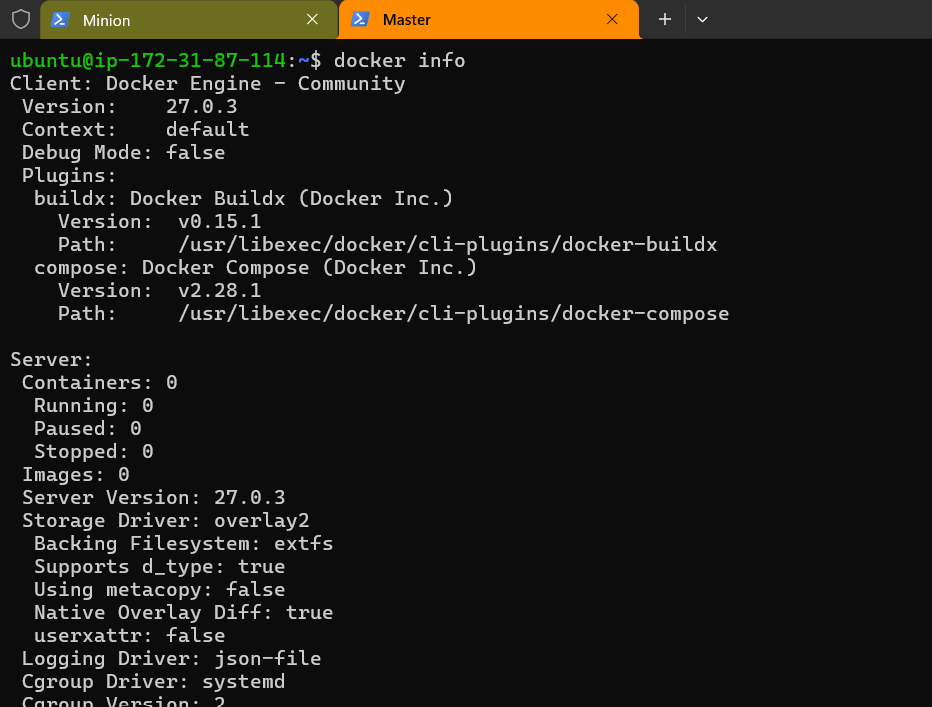 Minion
Master
ubuntu@ip-172-31-87-114:~$ docker info
Client: Docker Engine - Community
 Version:    27.0.3
 Context:    default
 Debug Mode: false
 Plugins:
  buildx: Docker Buildx (Docker Inc.)
    Version:  v0.15.1
    Path:     /usr/libexec/docker/cli-plugins/docker-buildx
  compose: Docker Compose (Docker Inc.)
    Version:  v2.28.1
    Path:     /usr/libexec/docker/cli-plugins/docker-compose

Server:
 Containers: 0
  Running: 0
  Paused: 0
  Stopped: 0
 Images: 0
 Server Version: 27.0.3
 Storage Driver: overlay2
  Backing Filesystem: extfs
  Supports d_type: true
  Using metacopy: false
  Native Overlay Diff: true
  userxattr: false
 Logging Driver: json-file
 Cgroup Driver: systemd
 Cgroup Version: 2